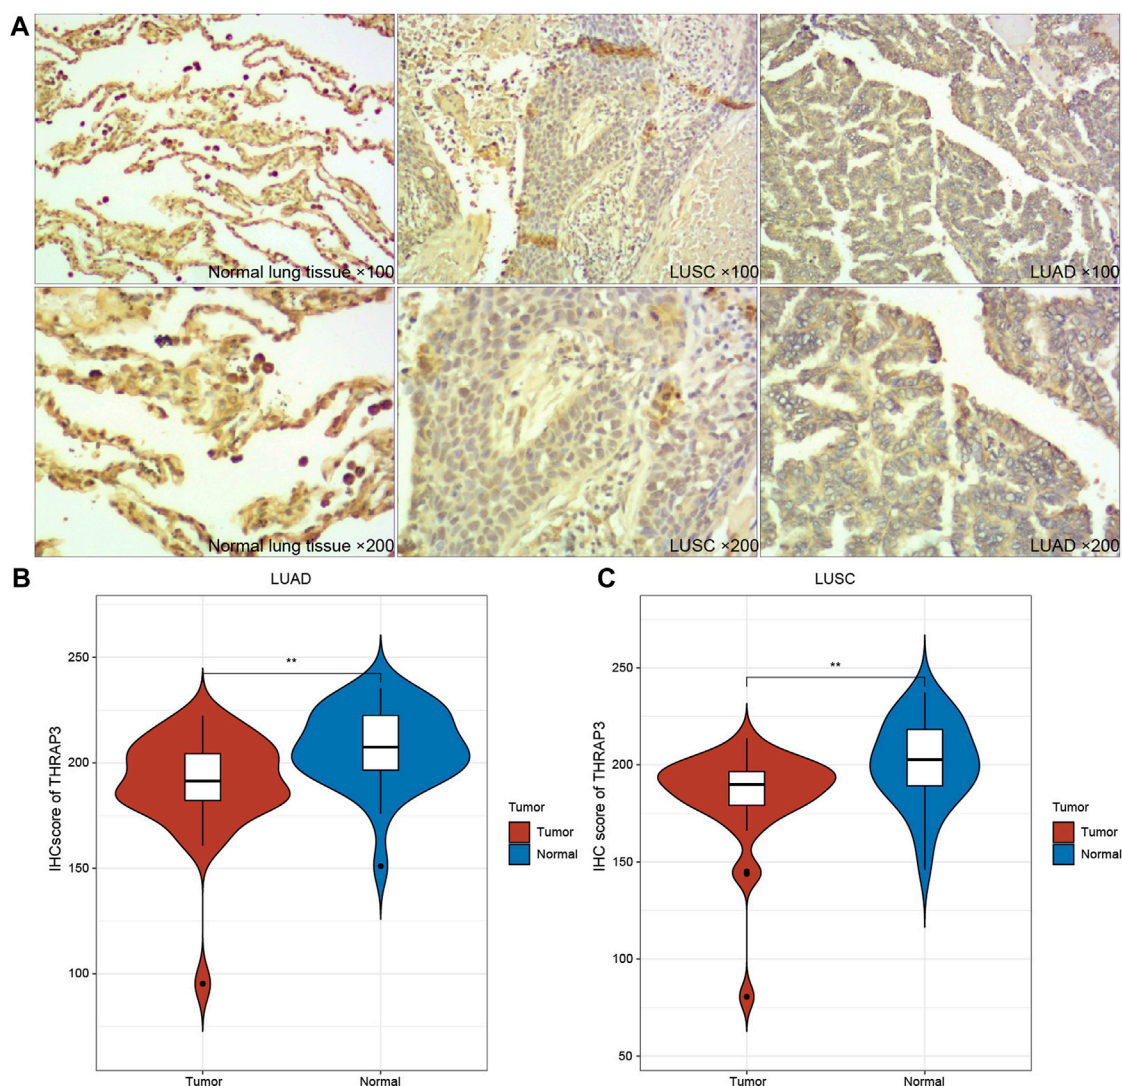 A
Normal lung tissue ×100
LUSC ×100
LUAD ×100
Normal lung tissue ×200
LUSC ×200
LUAD ×200
B
LUAD
IHCsscore of THRAP3
250
200
150
100
**
Tumor
Normal
Tumor
Tumor
Normal
C
LUSC
IHC score of THRAP3
250
200
150
100
50
**
Tumor
Normal
Tumor
Tumor
Normal